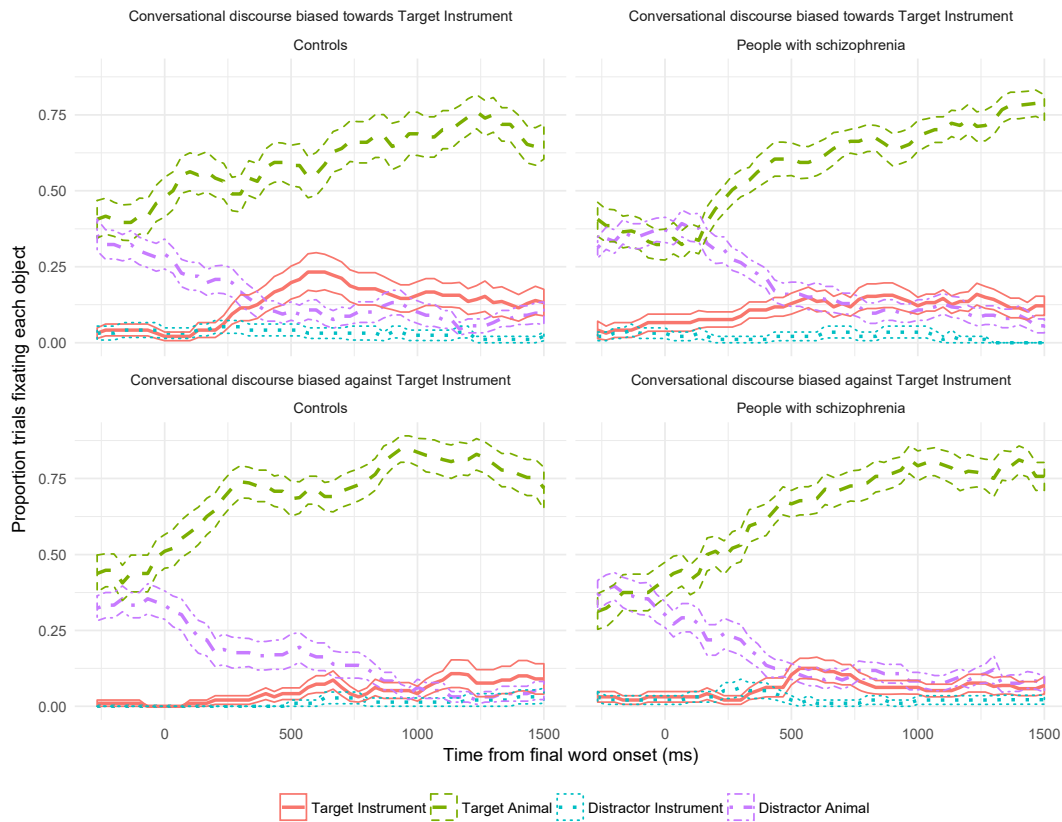 Conversational discourse biased towards Target Instrument
Conversational discourse biased towards Target Instrument
Controls
People with schizophrenia
0.75
0.50
0.25
0.00
Conversational discourse biased against Target Instrument
Conversational discourse biased against Target Instrument
Controls
People with schizophrenia
0.75
0.50
0.25
0.00
Proportion trials fixating each object
0 500 1000 1500 0 500 1000 1500
Time from final word onset (ms)
Target Instrument Target Animal Distractor Instrument Distractor Animal